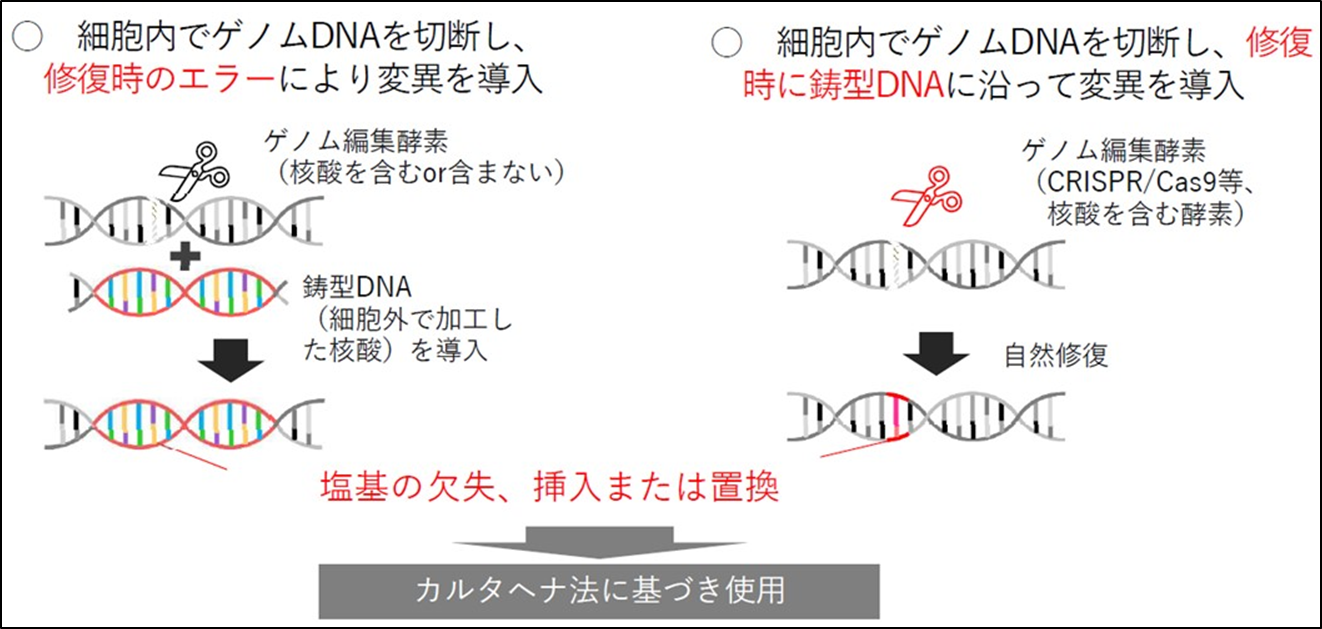 ○ 細胞内でゲノムDNAを切断し、
修復時のエラーにより変異を導入
ゲノム編集酵素
（核酸を含むor含まない）
鋳型DNA
（細胞外で加工し
た核酸）を導入
○ 細胞内でゲノムDNAを切断し、修復
時に鋳型DNAに沿って変異を導入
ゲノム編集酵素
（CRISPR/Cas9等、
核酸を含む酵素）
自然修復
塩基の欠失、挿入または置換
カルタヘナ法に基づき使用